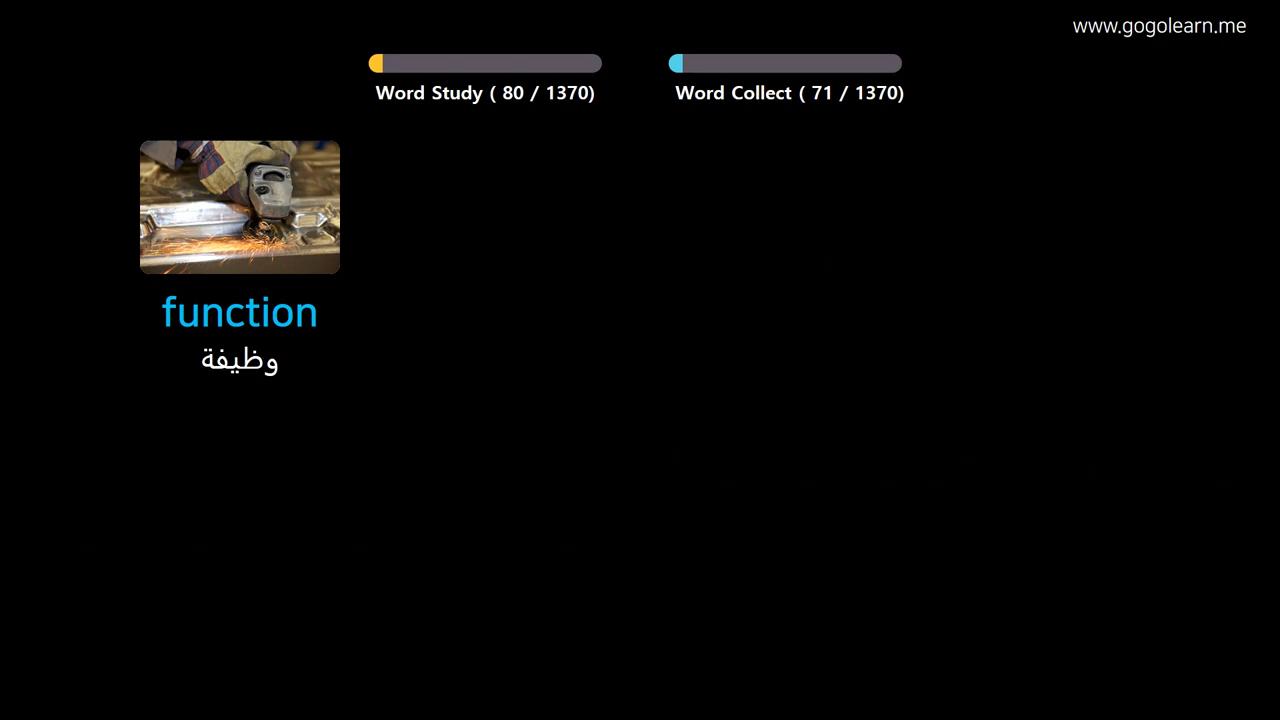 www.gogolearn.me
Word Study ( 80 / 1370)
Word Collect ( 71 / 1370)
function
وظيفة